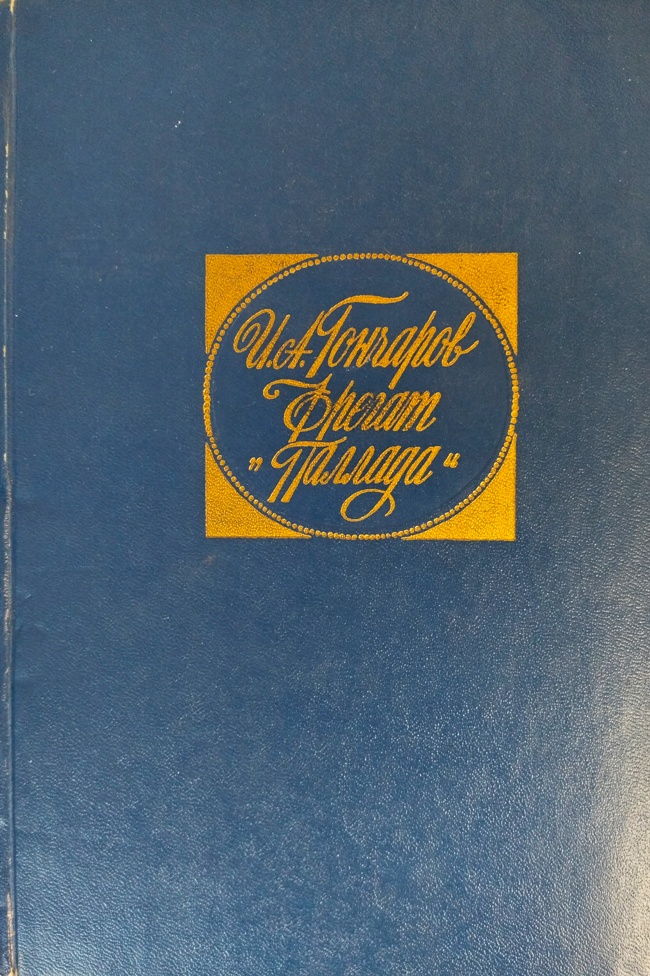 И.А. Гончаров
Фрегат
„Паллада“